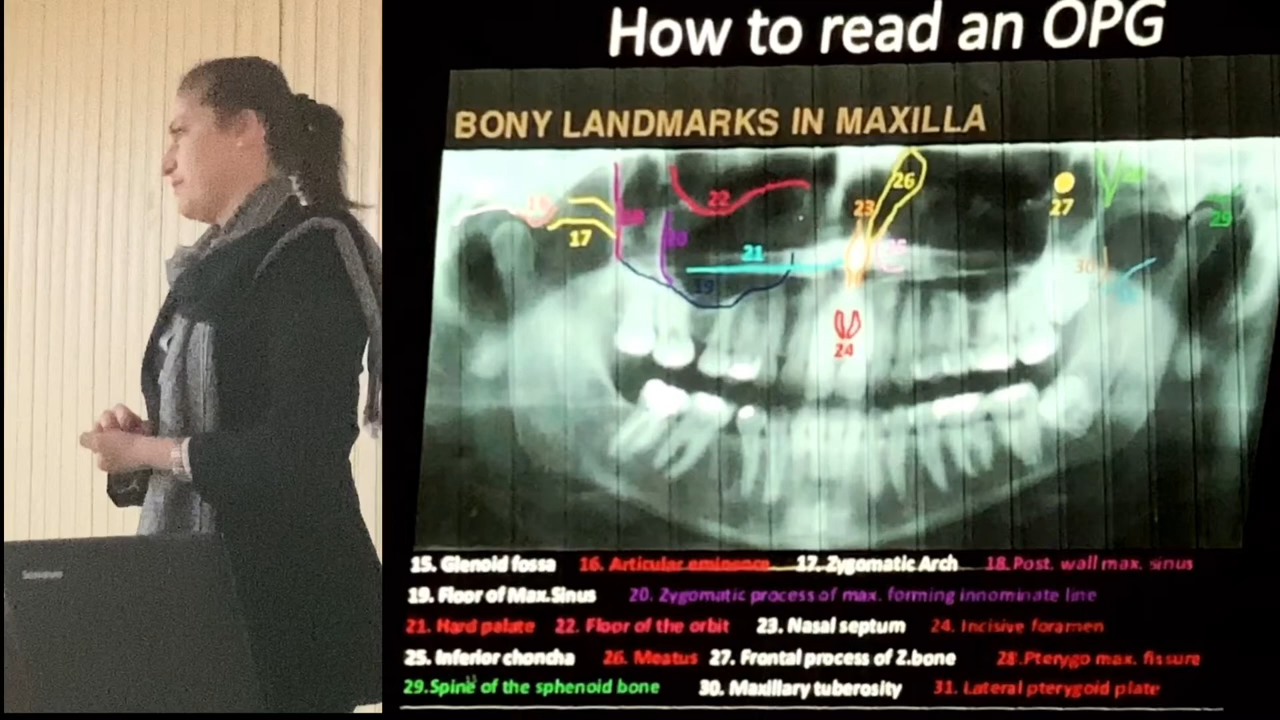 How to read an OPG
BONY LANDMARKS IN MAXILLA
26
22
23
27
17
29
20
21
30
19
24
15. Glenoid fossa 16. Articular eminence 17. Zygomatic Arch 18. Post. wall max. sinus
19. Floor of Max.Sinus 20. Zygomatic process of max. forming innominate line
21. Hard palate 22. Floor of the orbit 23. Nasal septum 24. Incisive foramen
25. Inferior choncha 26. Meatus 27. Frontal process of Z.bone 28.Pterygo max. fissure
29.Spine of the sphenoid bone 30. Maxillary tuberosity 31. Lateral pterygoid plate